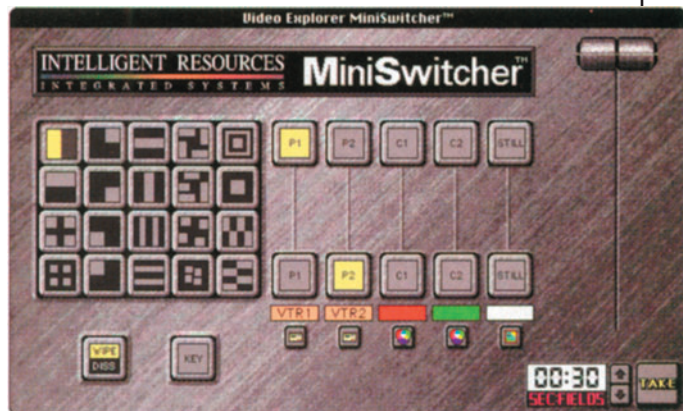 Video Explorer MiniSwitcher™
INTELLIGENT RESOURCES
INTEGRATED SYSTEMS
MiniSwitcher™
P1 P2 C1 C2 STILL
P1 P2 C1 C2 STILL
VTR1 VTR2
WIPE
DISS
KEY
00:30
SEC:FIELDS
TAKE